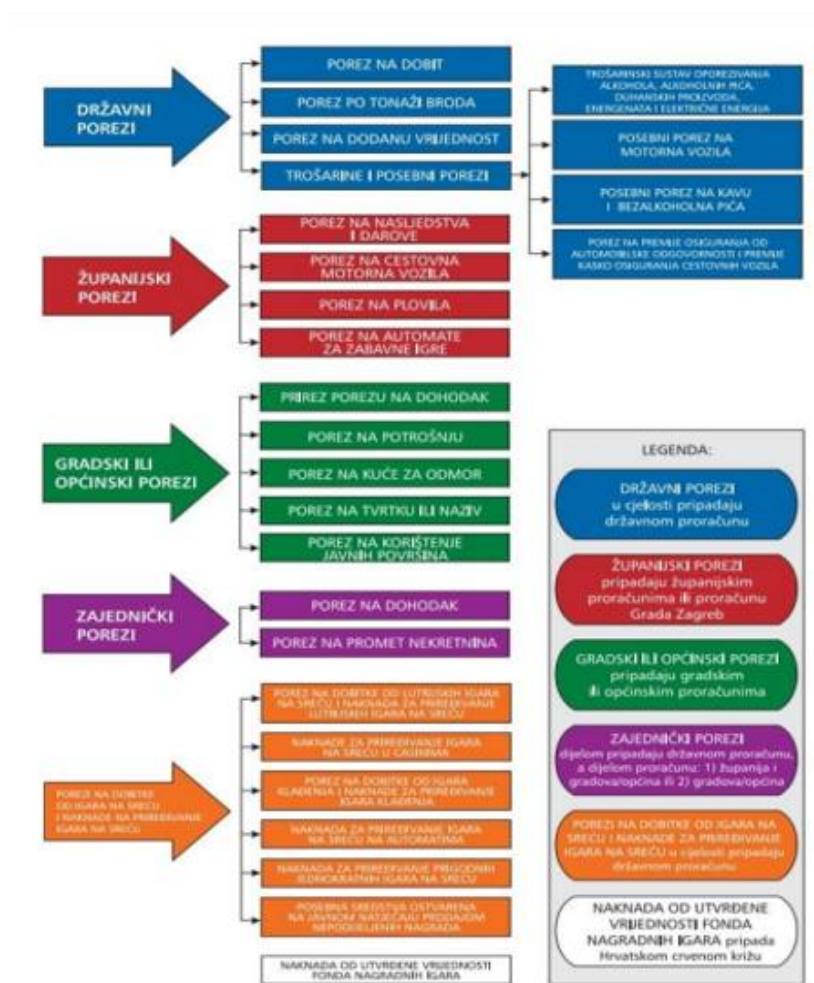 DRŽAVNI
POREZI
POREZ NA DOBIT
POREZ PO TONAŽI BRODA
POREZ NA DODANU VRIJEDNOST
TROŠARINE I POSEBNI POREZI
TROŠARINSKI SUSTAV OPOREZIVANJA
ALKOHOLA, ALKOHOLNIH PIĆA,
DUHANSKIH PROIZVODA,
ENERGENATA I ELEKTRIČNE ENERGIJA
POSEBNI POREZ NA
MOTORNA VOZILA
POSEBNI POREZ NA KAVU
I BEZALKOHOLNA PIĆA
POREZ NA PREMIJE OSIGURANJA OD
AUTOMOBILSKE ODGOVORNOSTI I PREMIJE
KASKO OSIGURANJA CESTOVNIH VOZILA
ŽUPANIJSKI
POREZI
POREZ NA NASLJEDSTVA
I DAROVE
POREZ NA CESTOVNA
MOTORNA VOZILA
POREZ NA PLOVILA
POREZ NA AUTOMATE
ZA ZABAVNE IGRE
GRADSKI ILI
OPĆINSKI POREZI
PRIREZ POREZU NA DOHODAK
POREZ NA POTROŠNJU
POREZ NA KUĆE ZA ODMOR
POREZ NA TVRTKU ILI NAZIV
POREZ NA KORIŠTENJE
JAVNIH POVRŠINA
ZAJEDNIČKI
POREZI
POREZ NA DOHODAK
POREZ NA PROMET NEKRETNINA
POREZ NA DOBITKE
OD IGARA NA SREĆU
I NAKNADE NA PRIREĐIVANJE
IGARA NA SREĆU
POREZ NA DOBITKE OD LUTRIJSKIH IGARA
NA SREĆU I NAKNADA ZA PRIREĐIVANJE
LUTRIJSKIH IGARA NA SREĆU
NAKNADE ZA PRIREĐIVANJE IGARA
NA SREĆU U CASINIMA
POREZ NA DOBITKE OD IGARA
KLAĐENJA I NAKNADE ZA PRIREĐIVANJE
IGARA KLAĐENJA
NAKNADA ZA PRIREĐIVANJE IGARA
NA SREĆU NA AUTOMATIMA
NAKNADA ZA PRIREĐIVANJE PRIGODNIH
JEDNOKRATNIH IGARA NA SREĆU
POSEBNA SREDSTVA OSTVARENA
NA JAVNOM NATJEČAJU PRODAJOM
NEPODIJELJENIH NAGRADA
NAKNADA OD UTVRĐENE VRIJEDNOSTI
FONDA NAGRADNIH IGARA
LEGENDA:
DRŽAVNI POREZI
u cjelosti pripadaju
državnom proračunu
ŽUPANIJSKI POREZI
pripadaju županijskim
proračunima ili proračunu
Grada Zagreb
GRADSKI ILI OPĆINSKI POREZI
pripadaju gradskim
ili općinskim proračunima
ZAJEDNIČKI POREZI
dijelom pripadaju državnom proračunu,
a dijelom proračunu: 1) županija i
gradova/općina ili 2) gradova/općina
POREZI NA DOBITKE OD IGARA NA
SREĆU I NAKNADE ZA PRIREĐIVANJE
IGARA NA SREĆU u cijelosti pripadaju
državnom proračunu
NAKNADA OD UTVRĐENE
VRIJEDNOSTI FONDA
NAGRADNIH IGARA pripada
Hrvatskom crvenom križu